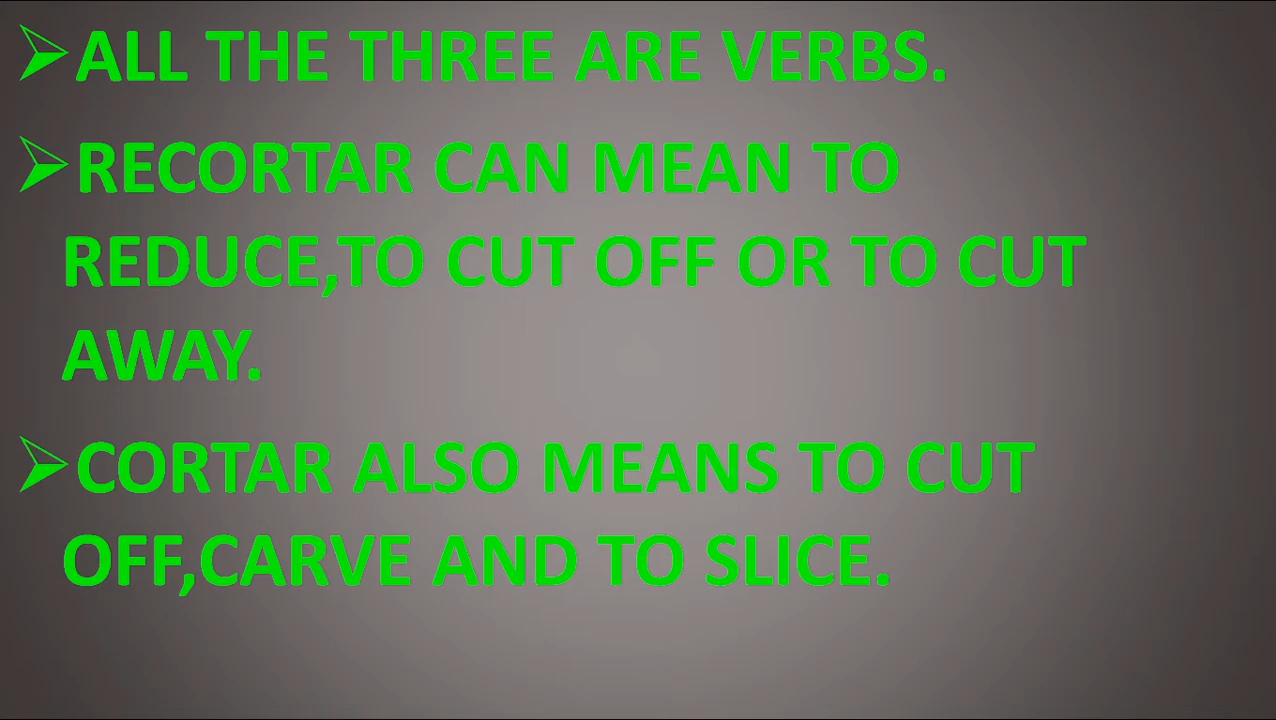 ➢ALL THE THREE ARE VERBS.
➢RECORTAR CAN MEAN TO
REDUCE,TO CUT OFF OR TO CUT
AWAY.
➢CORTAR ALSO MEANS TO CUT
OFF,CARVE AND TO SLICE.